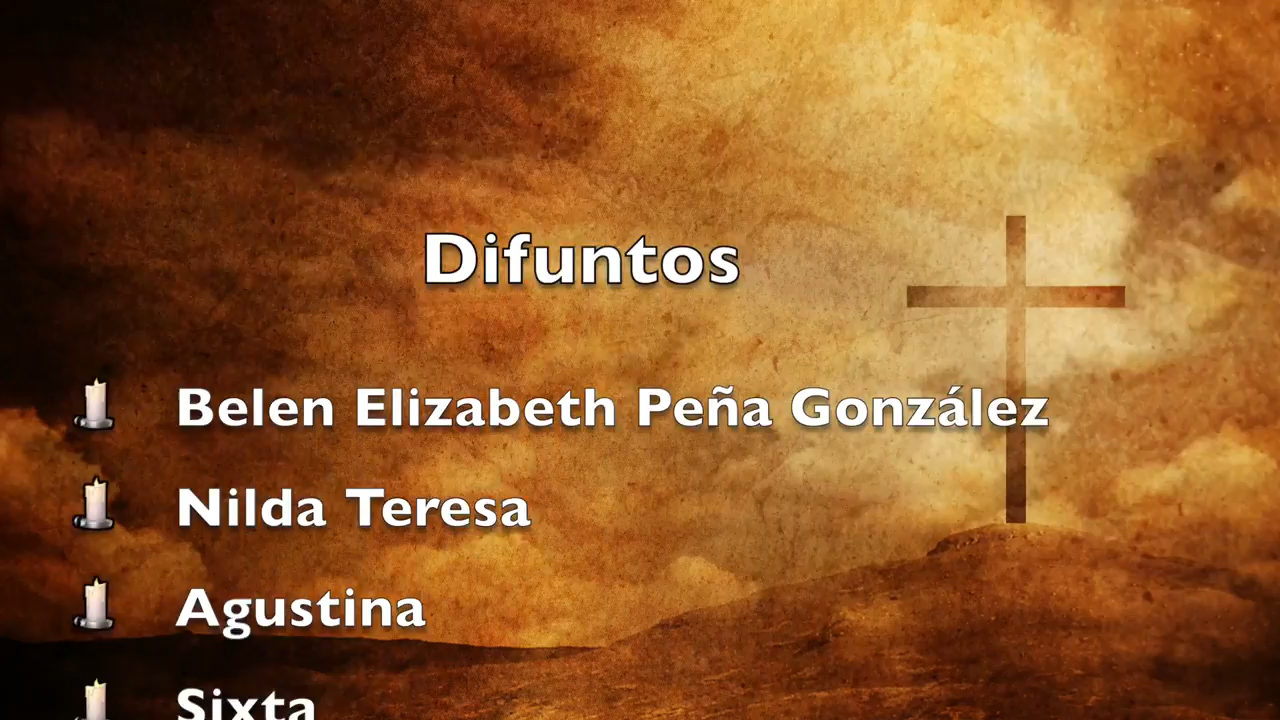 Difuntos
Belen Elizabeth Peña González
Nilda Teresa
Agustina
Sixta